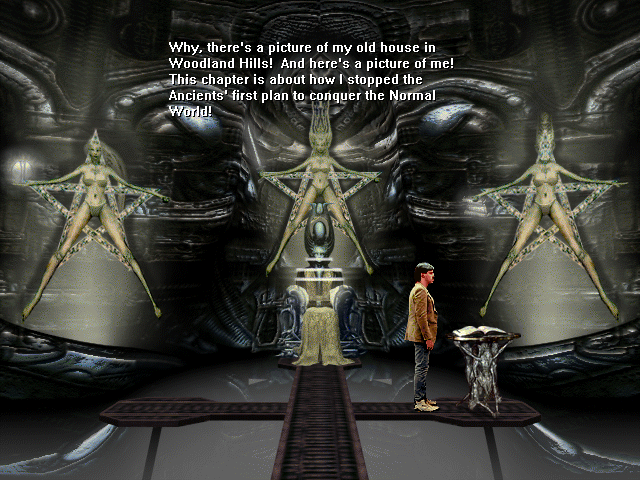 Why, there's a picture of my old house in
Woodland Hills!  And here's a picture of me!
This chapter is about how I stopped the
Ancients' first plan to conquer the Normal
World!